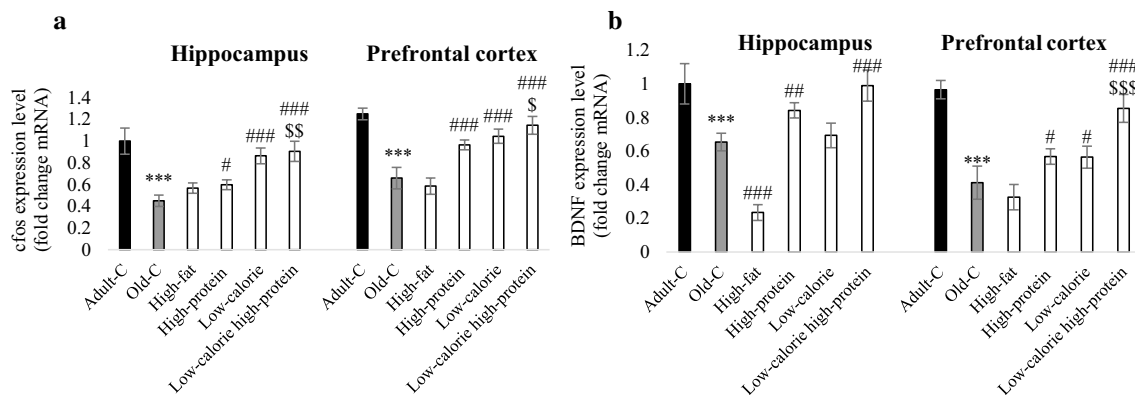 a
Hippocampus
Prefrontal cortex
cfos expression level
(fold change mRNA)
1.4
1.2
1
0.8
0.6
0.4
0.2
0
***
#
###
###
$$
***
###
###
###
$
Adult-C
Old-C
High-fat
High-protein
Low-calorie
Low-calorie high-protein
Adult-C
Old-C
High-fat
High-protein
Low-calorie
Low-calorie high-protein
b
Hippocampus
Prefrontal cortex
BDNF expression level
(fold change mRNA)
1.2
1
0.8
0.6
0.4
0.2
0
***
###
##
###
***
#
#
###
$$$
Adult-C
Old-C
High-fat
High-protein
Low-calorie
Low-calorie high-protein
Adult-C
Old-C
High-fat
High-protein
Low-calorie
Low-calorie high-protein